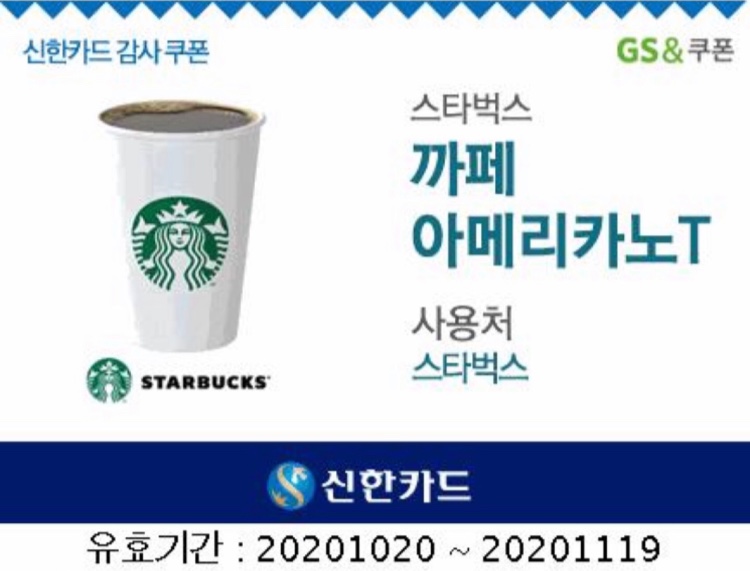 신한카드 감사 쿠폰
GS&쿠폰
스타벅스
까페
아메리카노T
사용처
스타벅스
STARBUCKS
신한카드
유효기간 : 20201020 ~ 20201119